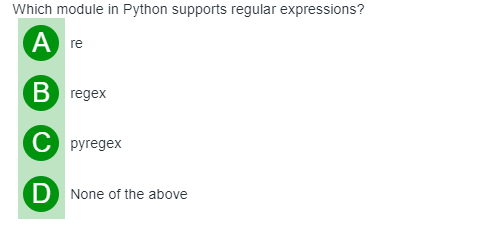 Which module in Python supports regular expressions?
A re
B regex
C pyregex
D None of the above